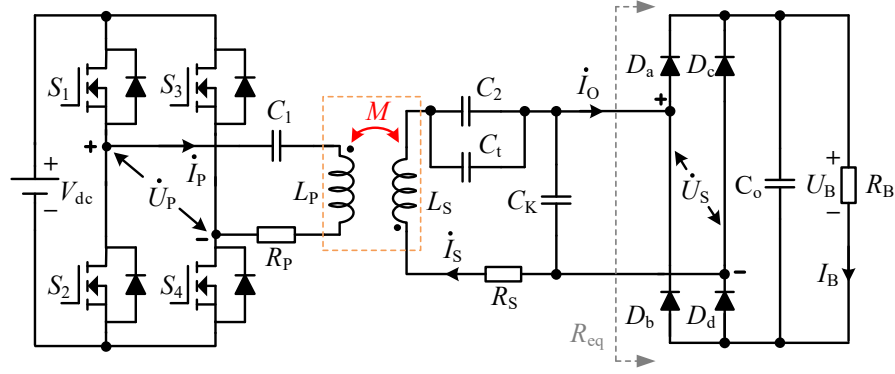 S1
S3
C1
M
C2
Ct
İO
Da
Dc
+
+
+
Vdc
−
U̇P
İP
LP
LS
CK
U̇S
Co
+
UB
−
RB
-
RP
İS
RS
-
IB
S2
S4
Req
Db
Dd